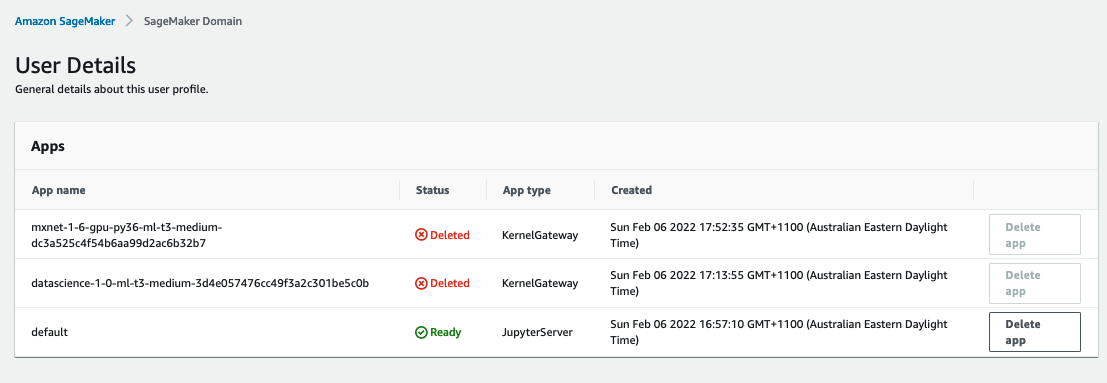 Amazon SageMaker > SageMaker Domain
User Details
General details about this user profile.
Apps
App name Status App type Created
mxnet-1-6-gpu-py36-ml-t3-medium-
dc3a525c4f54b6aa99d2ac6b32b7
Deleted
KernelGateway
Sun Feb 06 2022 17:52:35 GMT+1100 (Australian Eastern Daylight
Time)
Delete
app
datascience-1-0-ml-t3-medium-3d4e057476cc49f3a2c301be5c0b
Deleted
KernelGateway
Sun Feb 06 2022 17:13:55 GMT+1100 (Australian Eastern Daylight
Time)
Delete
app
default
Ready
JupyterServer
Sun Feb 06 2022 16:57:10 GMT+1100 (Australian Eastern Daylight
Time)
Delete
app